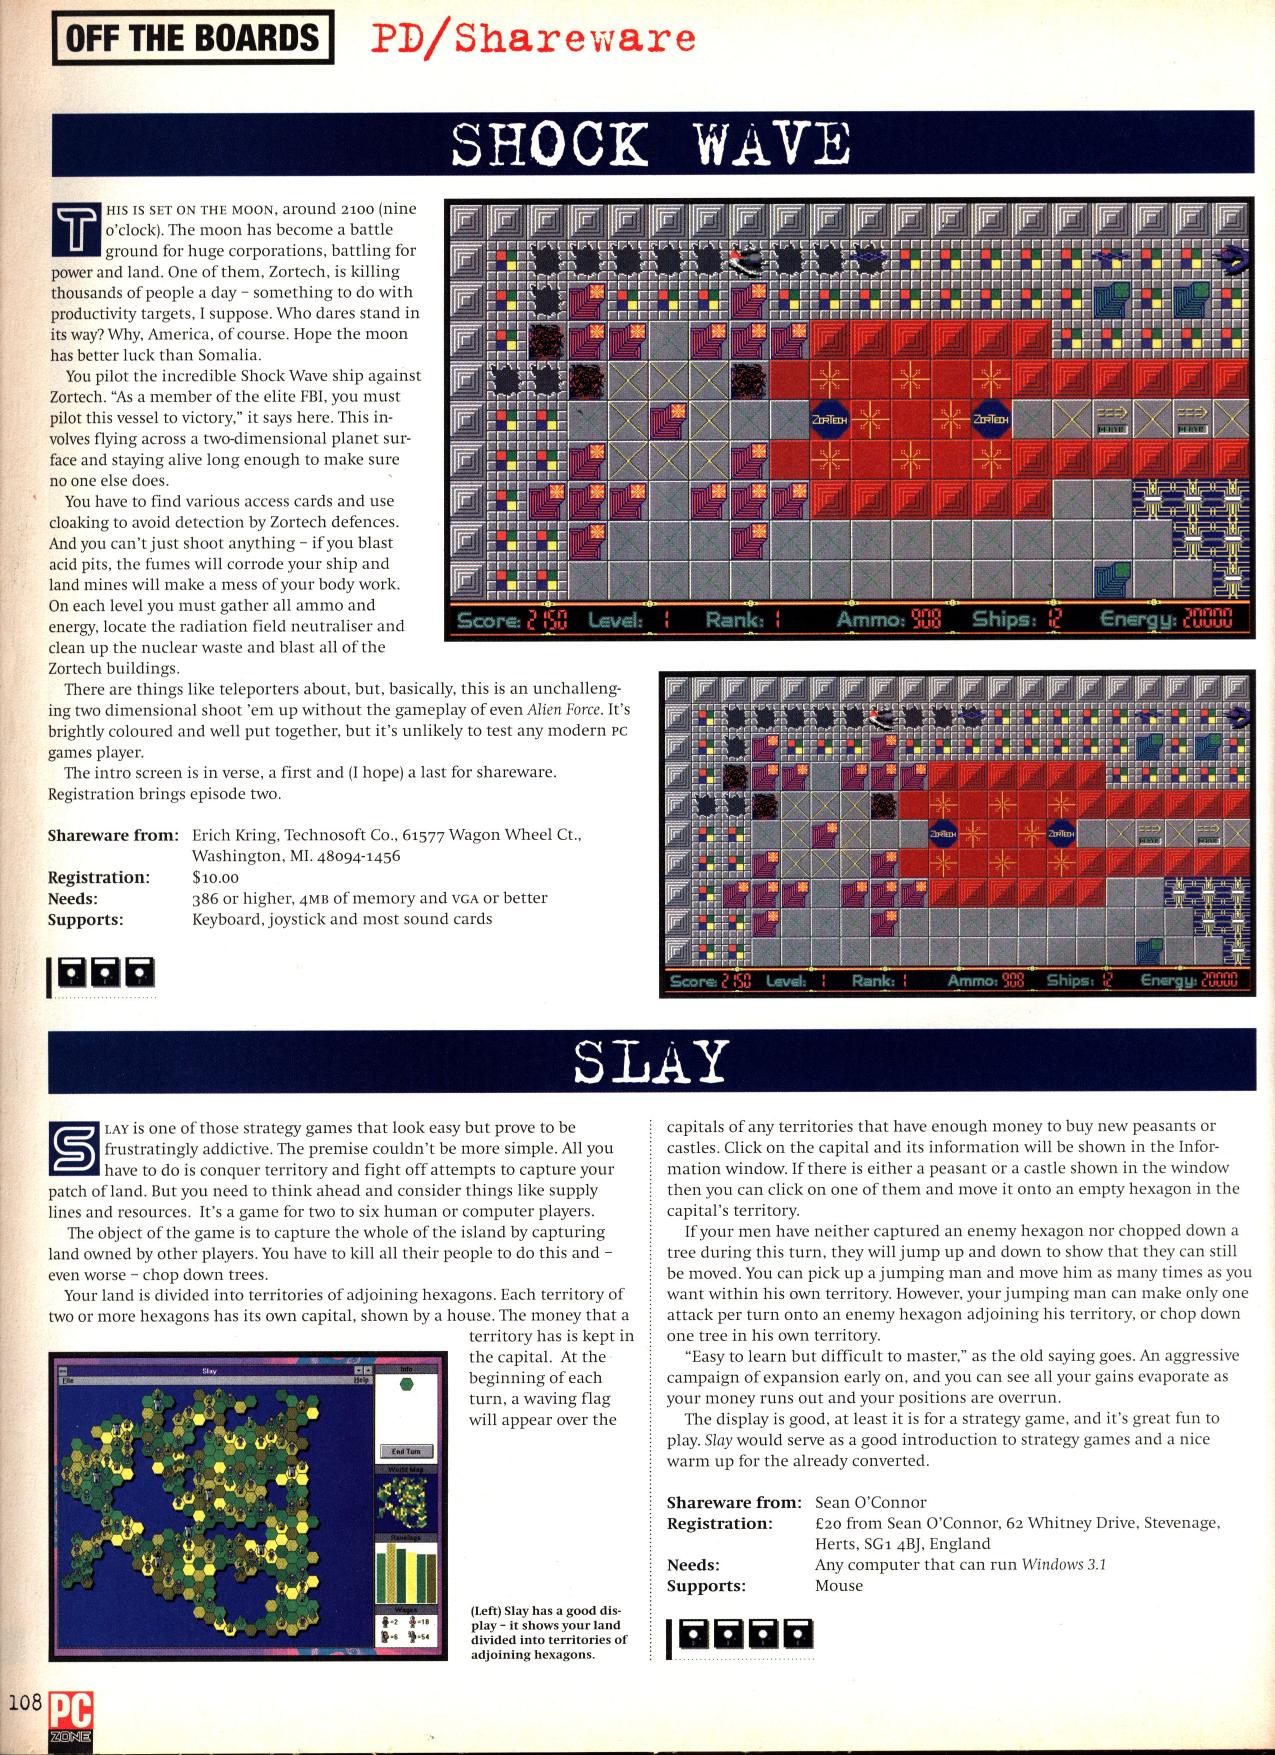 OFF THE BOARDS PD/Shareware
SHOCK WAVE
THIS IS SET ON THE MOON, around 2100 (nine
o'clock). The moon has become a battle
ground for huge corporations, battling for
power and land. One of them, Zortech, is killing
thousands of people a day – something to do with
productivity targets, I suppose. Who dares stand in
its way? Why, America, of course. Hope the moon
has better luck than Somalia.
You pilot the incredible Shock Wave ship against
Zortech. “As a member of the elite FBI, you must
pilot this vessel to victory,” it says here. This in-
volves flying across a two-dimensional planet sur-
face and staying alive long enough to make sure
no one else does.
You have to find various access cards and use
cloaking to avoid detection by Zortech defences.
And you can't just shoot anything – if you blast
acid pits, the fumes will corrode your ship and
land mines will make a mess of your body work.
On each level you must gather all ammo and
energy, locate the radiation field neutraliser and
clean up the nuclear waste and blast all of the
Zortech buildings.
There are things like teleporters about, but, basically, this is an unchalleng-
ing two dimensional shoot 'em up without the gameplay of even Alien Force. It's
brightly coloured and well put together, but it's unlikely to test any modern PC
games player.
The intro screen is in verse, a first and (I hope) a last for shareware.
Registration brings episode two.
Shareware from: Erich Kring, Technosoft Co., 61577 Wagon Wheel Ct.,
Washington, MI. 48094-1456
Registration: $10.00
Needs: 386 or higher, 4MB of memory and VGA or better
Supports: Keyboard, joystick and most sound cards
ZORTECH ZORTECH
Score: 2150 Level: 1 Rank: 1 Ammo: 908 Ships: 12 Energy: 20000
ZORTECH ZORTECH
Score: 2150 Level: 1 Rank: 1 Ammo: 908 Ships: 12 Energy: 20000
SLAY
SLAY is one of those strategy games that look easy but prove to be
frustratingly addictive. The premise couldn't be more simple. All you
have to do is conquer territory and fight off attempts to capture your
patch of land. But you need to think ahead and consider things like supply
lines and resources. It's a game for two to six human or computer players.
The object of the game is to capture the whole of the island by capturing
land owned by other players. You have to kill all their people to do this and –
even worse – chop down trees.
Your land is divided into territories of adjoining hexagons. Each territory of
two or more hexagons has its own capital, shown by a house. The money that a
territory has is kept in
the capital. At the
beginning of each
turn, a waving flag
will appear over the
Slay
File Help
Info
End Turn
World Map
Rankings
Wages
=2 =18
=6 =54
(Left) Slay has a good dis-
play – it shows your land
divided into territories of
adjoining hexagons.
capitals of any territories that have enough money to buy new peasants or
castles. Click on the capital and its information will be shown in the Infor-
mation window. If there is either a peasant or a castle shown in the window
then you can click on one of them and move it onto an empty hexagon in the
capital's territory.
If your men have neither captured an enemy hexagon nor chopped down a
tree during this turn, they will jump up and down to show that they can still
be moved. You can pick up a jumping man and move him as many times as you
want within his own territory. However, your jumping man can make only one
attack per turn onto an enemy hexagon adjoining his territory, or chop down
one tree in his own territory.
“Easy to learn but difficult to master,” as the old saying goes. An aggressive
campaign of expansion early on, and you can see all your gains evaporate as
your money runs out and your positions are overrun.
The display is good, at least it is for a strategy game, and it's great fun to
play. Slay would serve as a good introduction to strategy games and a nice
warm up for the already converted.
Shareware from: Sean O'Connor
Registration: £20 from Sean O'Connor, 62 Whitney Drive, Stevenage,
Herts, SG1 4BJ, England
Needs: Any computer that can run Windows 3.1
Supports: Mouse
108 PC
ZONE